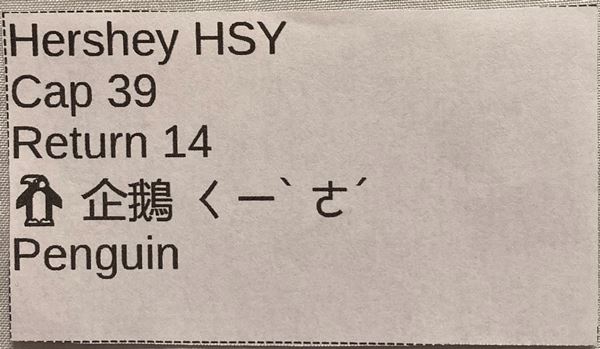 Hershey HSY
Cap 39
Return 14
🐧 企鵝 ㄑㄧˋ ㄜˊ
Penguin